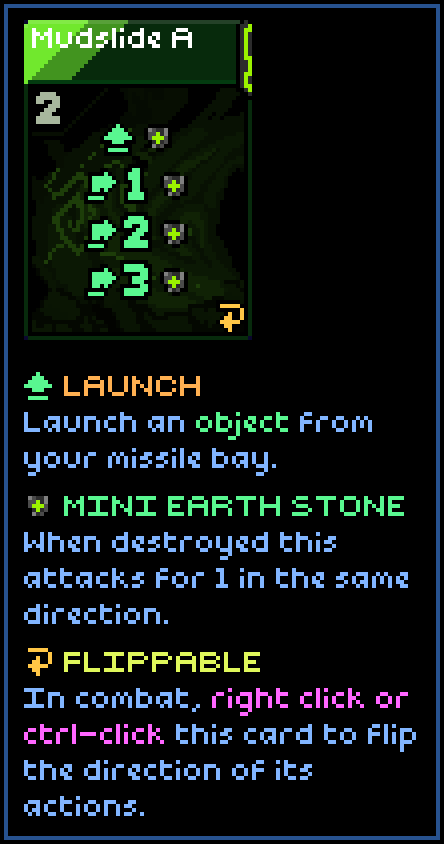 Mudslide A
2
1
2
3
LAUNCH
Launch an object from
your missile bay.
MINI EARTH STONE
When destroyed this
attacks for 1 in the same
direction.
FLIPPABLE
In combat, right click or
ctrl-click this card to flip
the direction of its
actions.